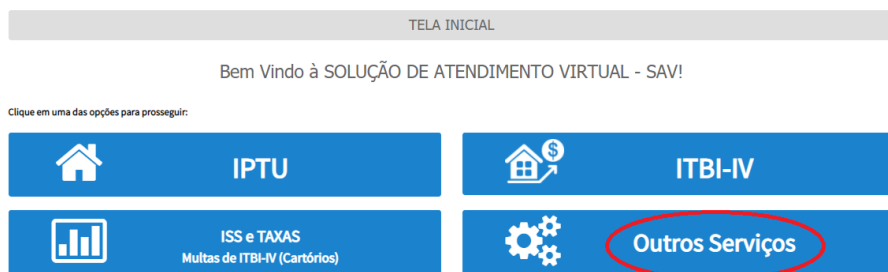 TELA INICIAL
Bem Vindo à SOLUÇÃO DE ATENDIMENTO VIRTUAL - SAV!
Clique em uma das opções para prosseguir:
IPTU
$
ITBI-IV
ISS e TAXAS
Multas de ITBI-IV (Cartórios)
Outros Serviços